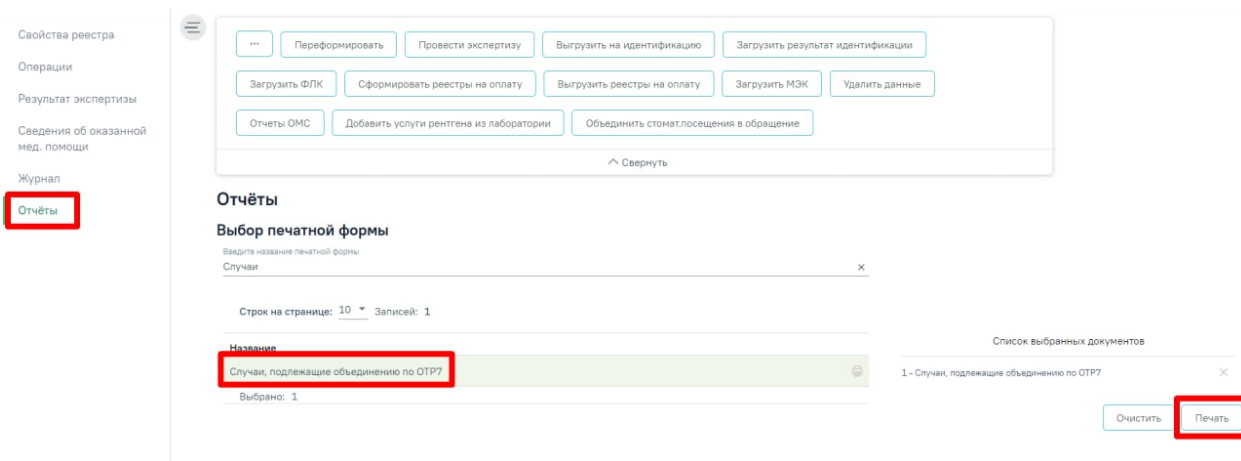 Свойства реестра
Операции
Результат экспертизы
Сведения об оказанной
мед. помощи
Журнал
Отчёты
... Переформировать Провести экспертизу Выгрузить на идентификацию Загрузить результат идентификации
Загрузить ФЛК Сформировать реестры на оплату Выгрузить реестры на оплату Загрузить МЭК Удалить данные
Отчеты ОМС Добавить услуги рентгена из лаборатории Объединить стомат.посещения в обращение
Свернуть
Отчёты
Выбор печатной формы
Введите название печатной формы
Случаи
Строк на странице: 10 Записей: 1
Название
Случаи, подлежащие объединению по ОТР7
Выбрано: 1
Список выбранных документов
1 - Случаи, подлежащие объединению по ОТР7
Очистить Печать